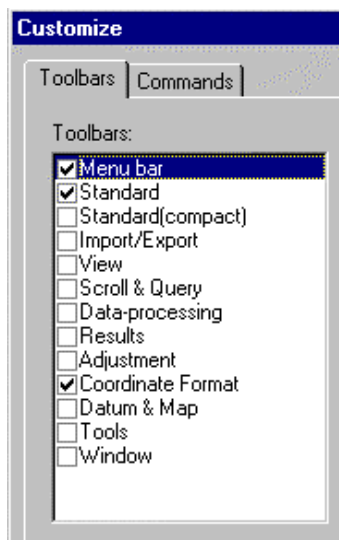 Customize
Toolbars Commands
Toolbars:
Menu bar
Standard
Standard(compact)
Import/Export
View
Scroll & Query
Data-processing
Results
Adjustment
Coordinate Format
Datum & Map
Tools
Window